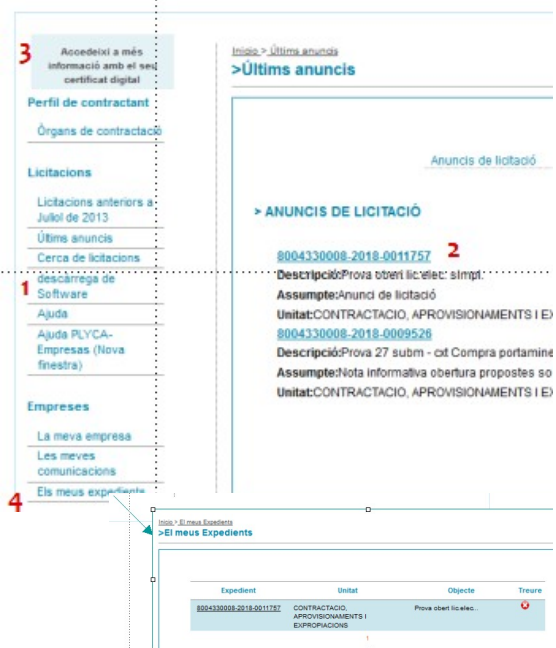 3
Accedeixi a més
informació amb el seu
certificat digital
Perfil de contractant
Òrgans de contractació
Licitacions
Licitacions anteriors a
Juliol de 2013
Últims anuncis
Cerca de licitacions
1
descàrrega de
Software
Ajuda
Ajuda PLYCA-
Empresas (Nova
finestra)
Empreses
La meva empresa
Les meves
comunicacions
4
Els meus expedients
Inicio > Últims anuncis
>Últims anuncis
Anuncis de licitació
> ANUNCIS DE LICITACIÓ
8004330008-2018-0011757 2
Descripció:Prova obert lic.elec. simpl.
Assumpte:Anunci de licitació
Unitat:CONTRACTACIO, APROVISIONAMENTS I EX
8004330008-2018-0009526
Descripció:Prova 27 subm - cxt Compra portamine
Assumpte:Nota informativa obertura propostes so
Unitat:CONTRACTACIO, APROVISIONAMENTS I EX
Inicio > El meus Expedients
>El meus Expedients
Expedient Unitat Objecte Treure
8004330008-2018-0011757 CONTRACTACIO, Prova obert lic.elec...
APROVISIONAMENTS I
EXPROPIACIONS
1